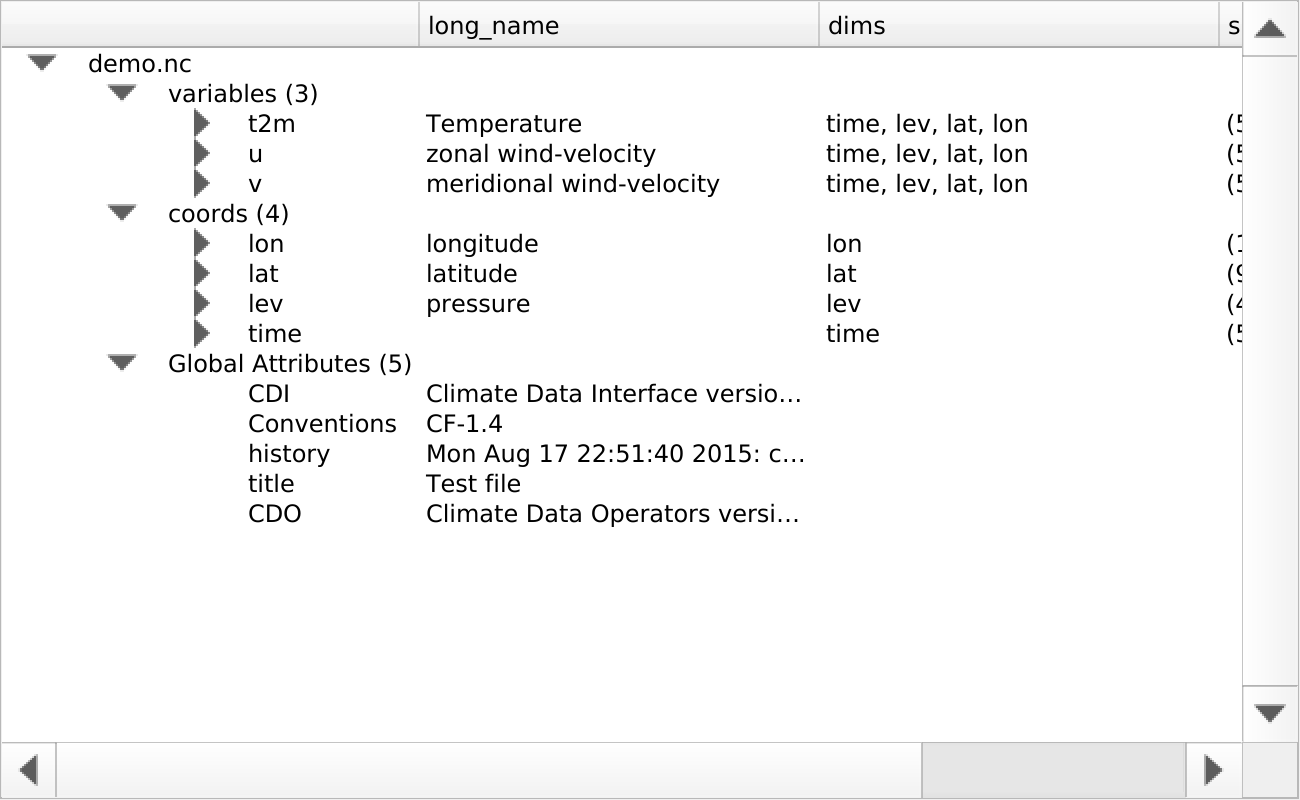 long_name dims s
demo.nc
variables (3)
t2m Temperature time, lev, lat, lon (5
u zonal wind-velocity time, lev, lat, lon (5
v meridional wind-velocity time, lev, lat, lon (5
coords (4)
lon longitude lon (1
lat latitude lat (9
lev pressure lev (4
time time (5
Global Attributes (5)
CDI Climate Data Interface versio...
Conventions CF-1.4
history Mon Aug 17 22:51:40 2015: c...
title Test file
CDO Climate Data Operators versi...